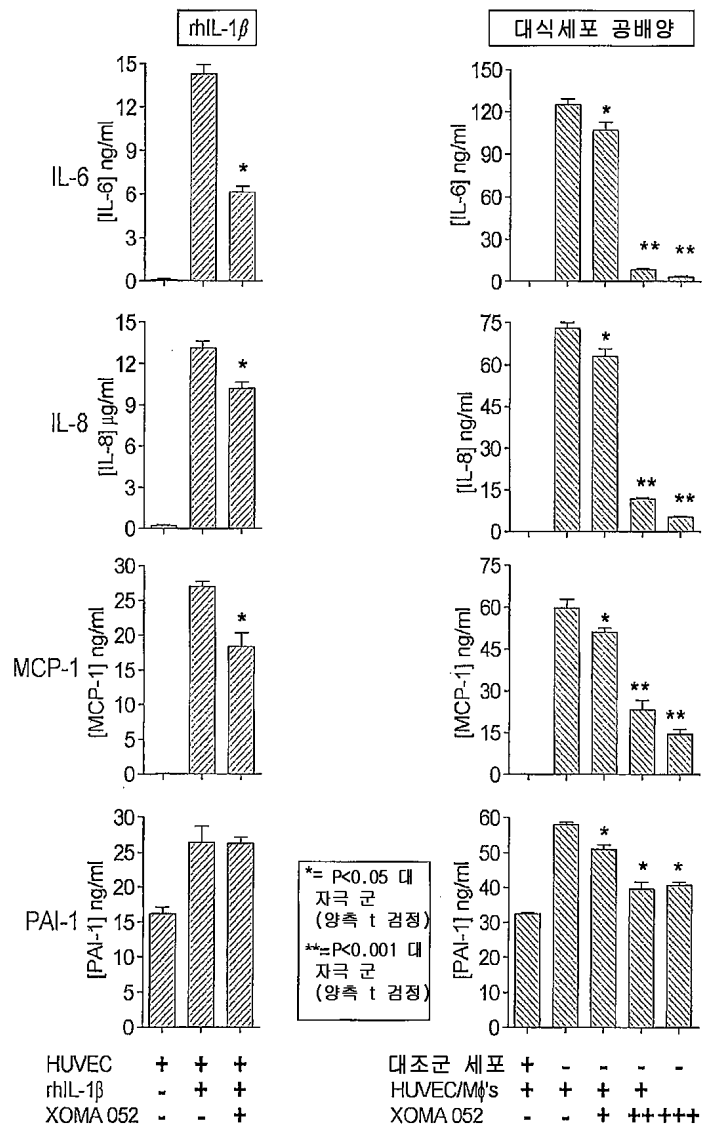 rhIL-1β
대식세포 공배양
IL-6
[IL-6] ng/ml
15
12
9
6
3
0
*
[IL-6] ng/ml
150
120
90
60
30
0
*
**
**
IL-8
[IL-8] μg/ml
15
12
9
6
3
0
*
[IL-8] ng/ml
75
60
45
30
15
0
*
**
**
MCP-1
[MCP-1] ng/ml
30
25
20
15
10
5
0
*
[MCP-1] ng/ml
75
60
45
30
15
0
*
**
**
PAI-1
[PAI-1] ng/ml
30
25
20
15
10
5
0
*= P<0.05 대
자극 군
(양측 t 검정)
**=P<0.001 대
자극 군
(양측 t 검정)
[PAI-1] ng/ml
60
50
40
30
20
10
0
*
*
*
HUVEC + + +
rhIL-1β - + +
XOMA 052 - - +
대조군 세포 + - - - -
HUVEC/Mϕ's + + + +
XOMA 052 - - + ++ +++